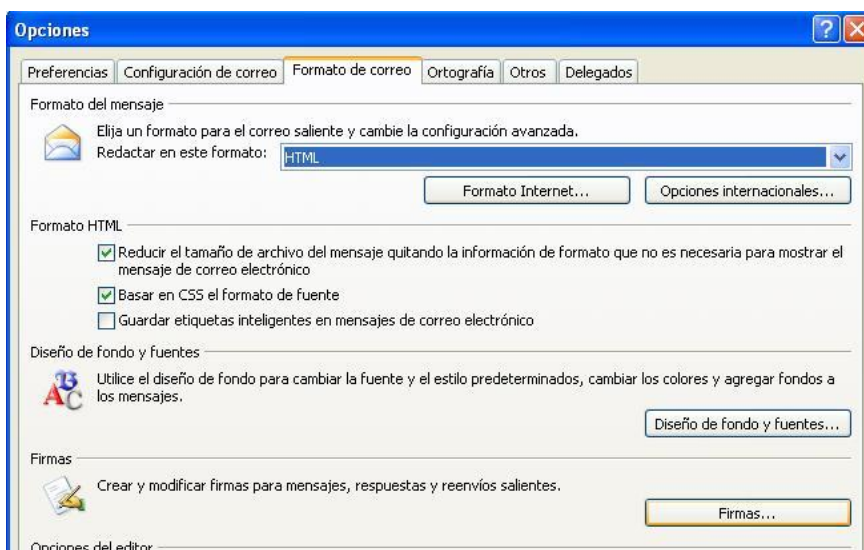 Opciones
Preferencias Configuración de correo Formato de correo Ortografía Otros Delegados
Formato del mensaje
Elija un formato para el correo saliente y cambie la configuración avanzada.
Redactar en este formato: HTML
Formato Internet... Opciones internacionales...
Formato HTML
Reducir el tamaño de archivo del mensaje quitando la información de formato que no es necesaria para mostrar el
mensaje de correo electrónico
Basar en CSS el formato de fuente
Guardar etiquetas inteligentes en mensajes de correo electrónico
Diseño de fondo y fuentes
Utilice el diseño de fondo para cambiar la fuente y el estilo predeterminados, cambiar los colores y agregar fondos a
los mensajes.
Diseño de fondo y fuentes...
Firmas
Crear y modificar firmas para mensajes, respuestas y reenvíos salientes.
Firmas...
Opciones del editor